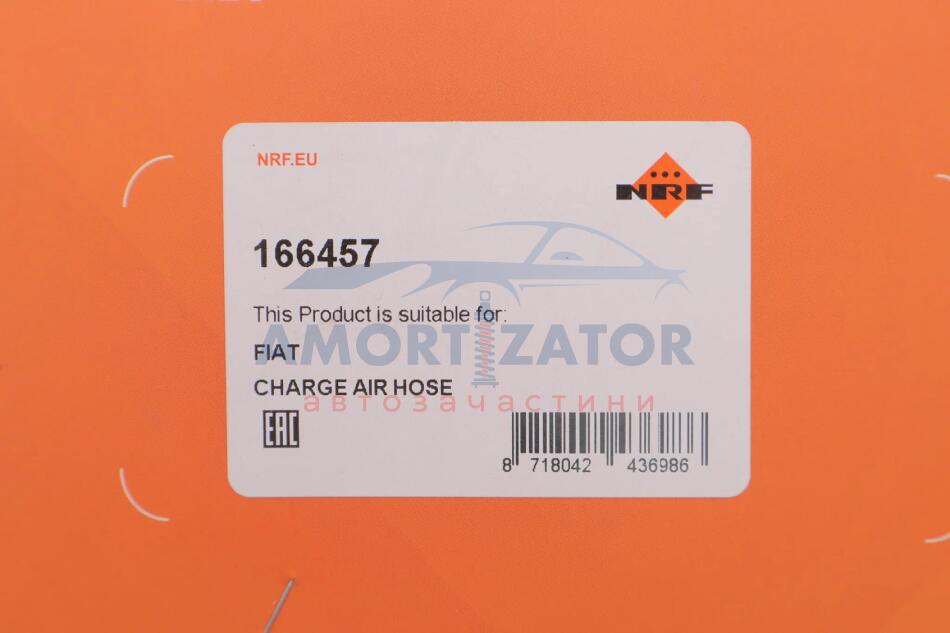 NRF.EU
NRF
166457
This Product is suitable for:
AMORTIZATOR
FIAT
CHARGE AIR HOSE
автозапчастини
EAC
8 718042 436986